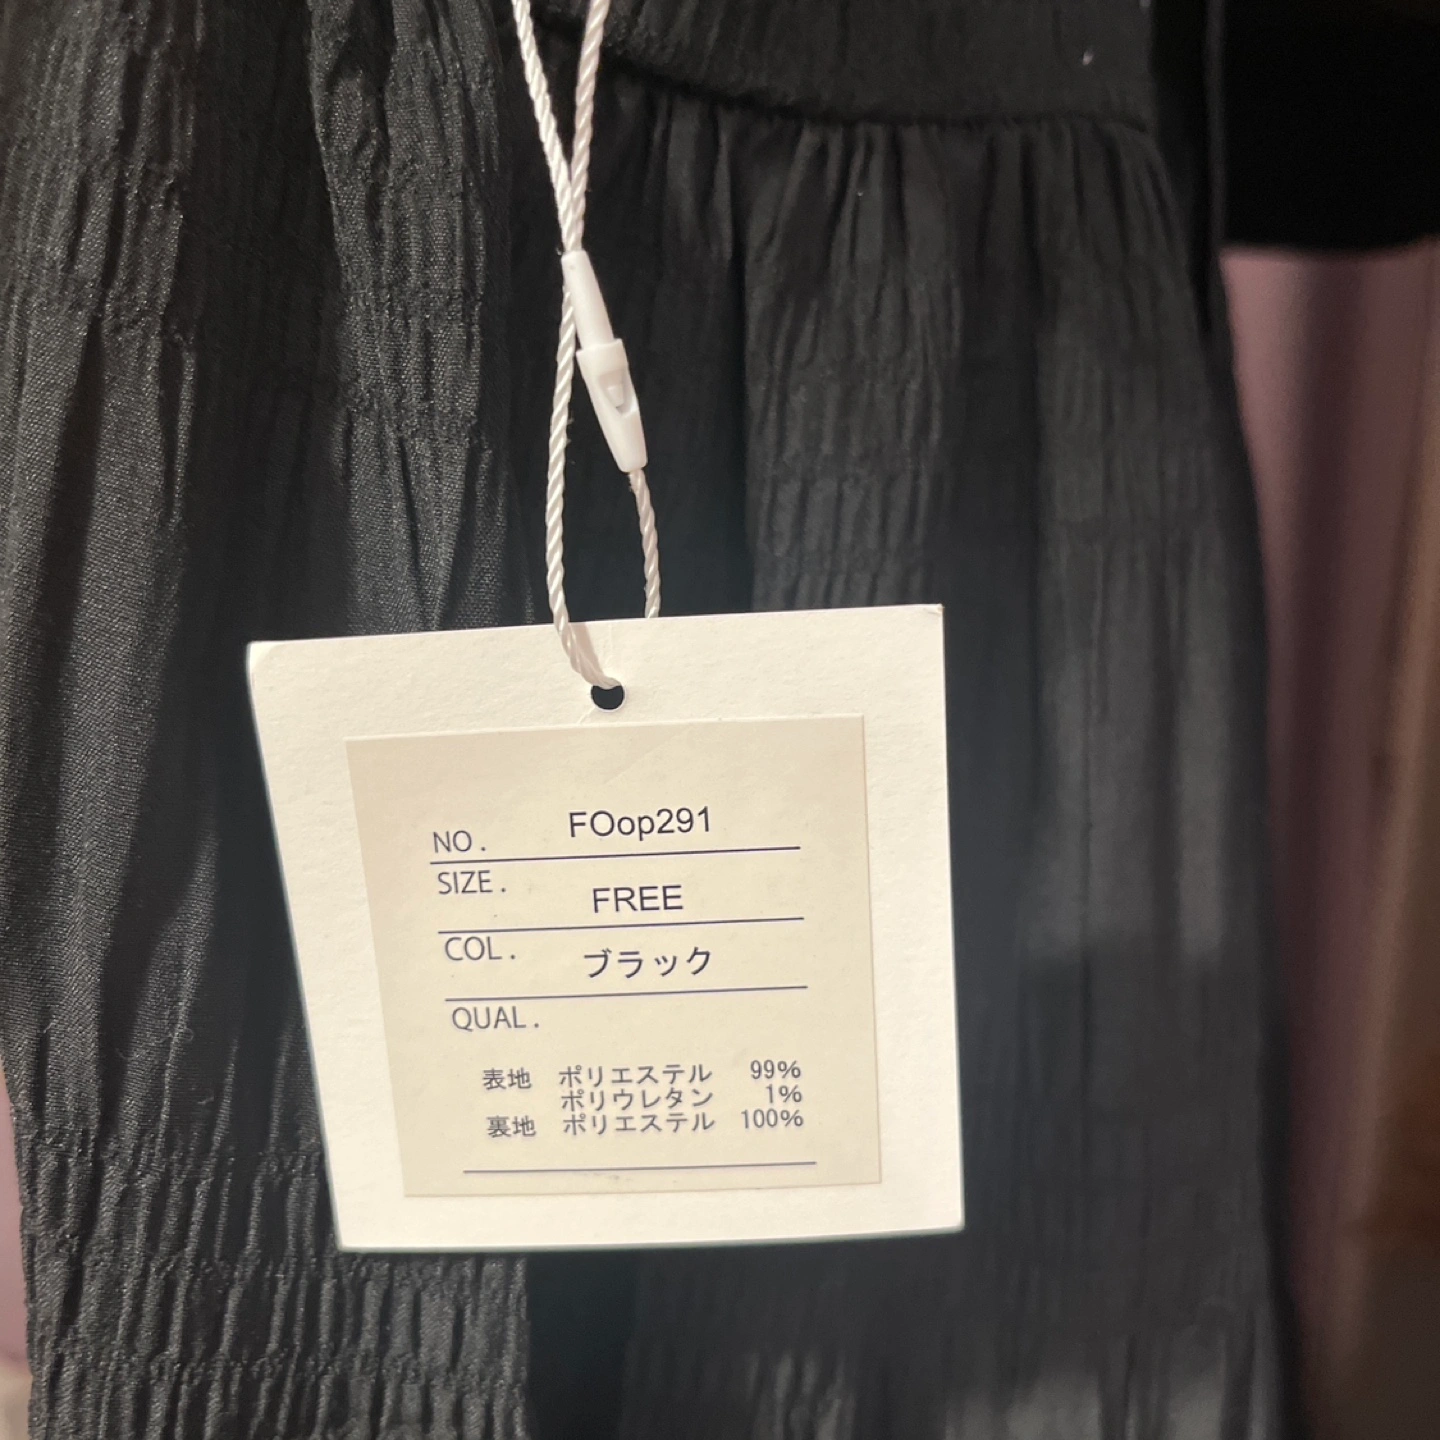 NO. FOop291
SIZE. FREE
COL. ブラック
QUAL.
表地 ポリエステル 99%
ポリウレタン 1%
裏地 ポリエステル 100%